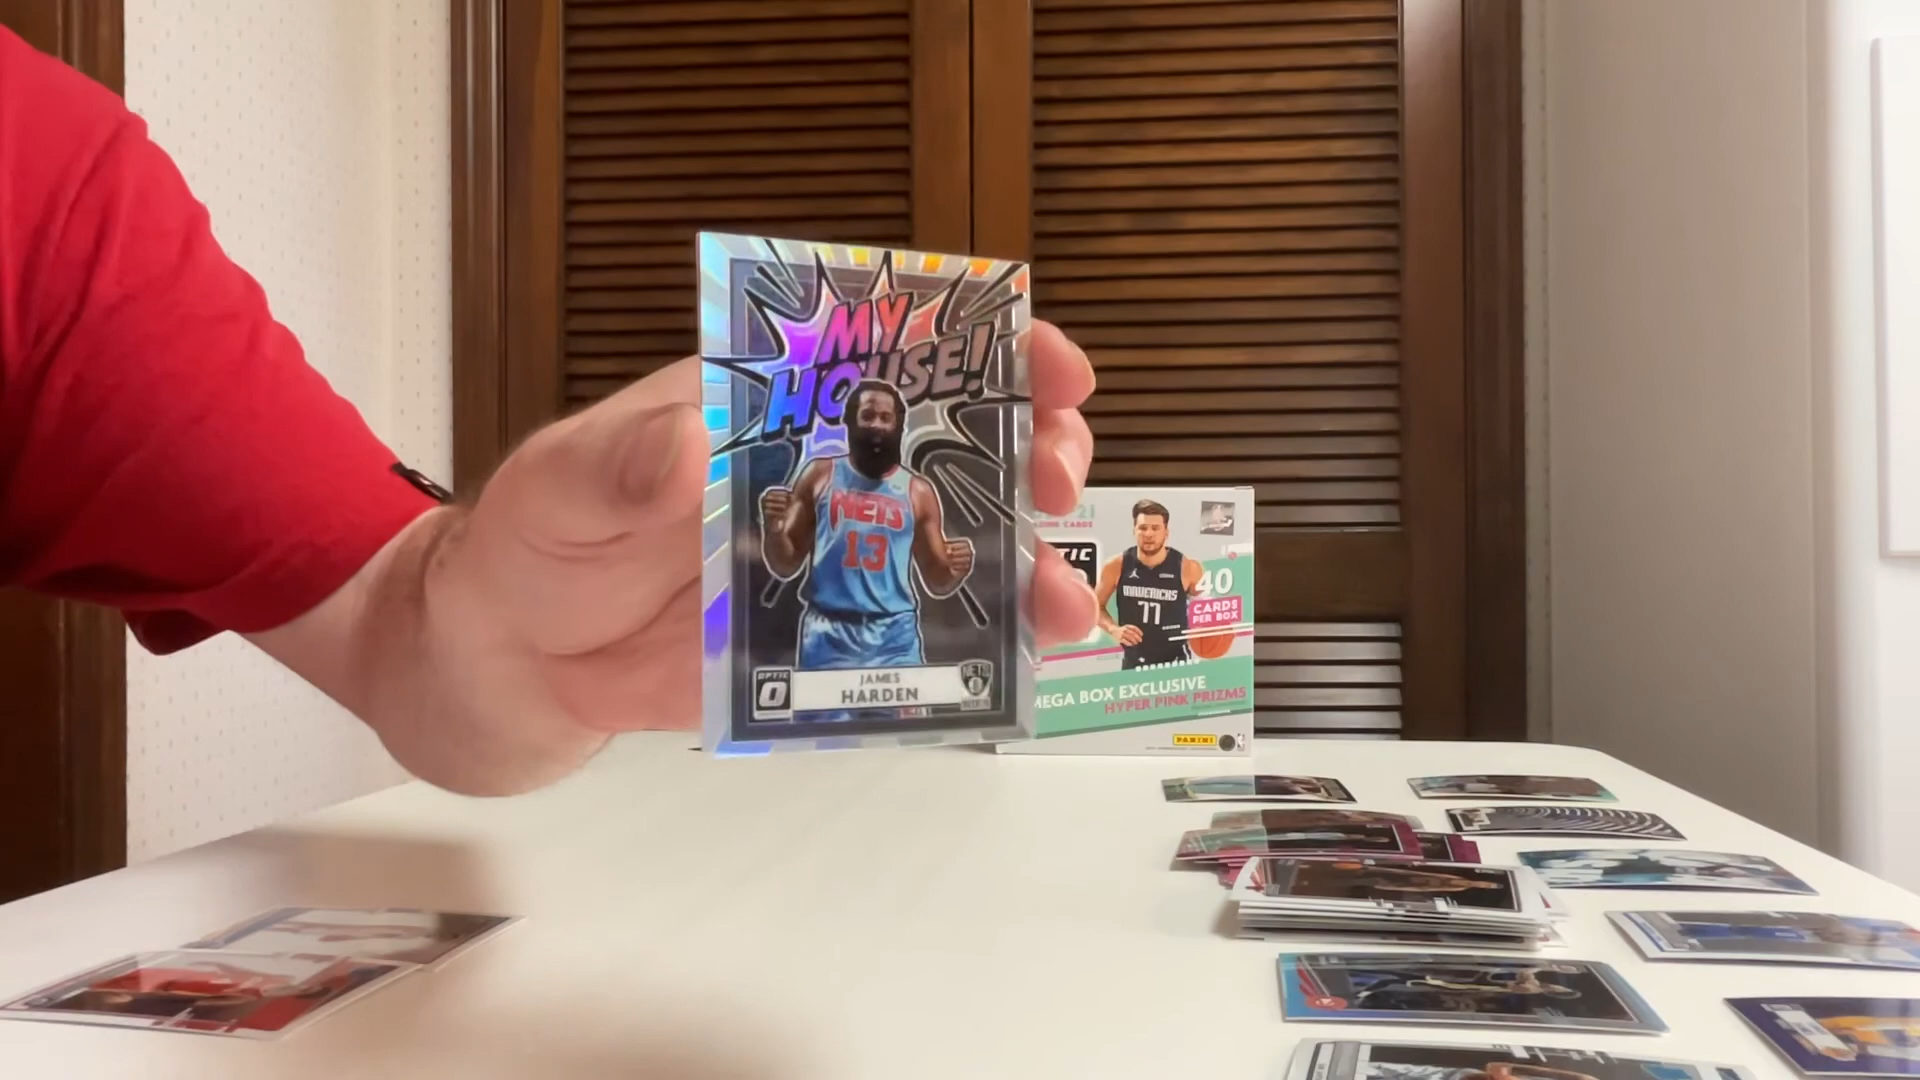 MY
HOUSE!
NETS
13
OPTIC
JAMES
HARDEN
NETS
40
CARDS
PER BOX
MAVERICKS
77
MEGA BOX EXCLUSIVE
HYPER PINK PRIZMS
PANINI